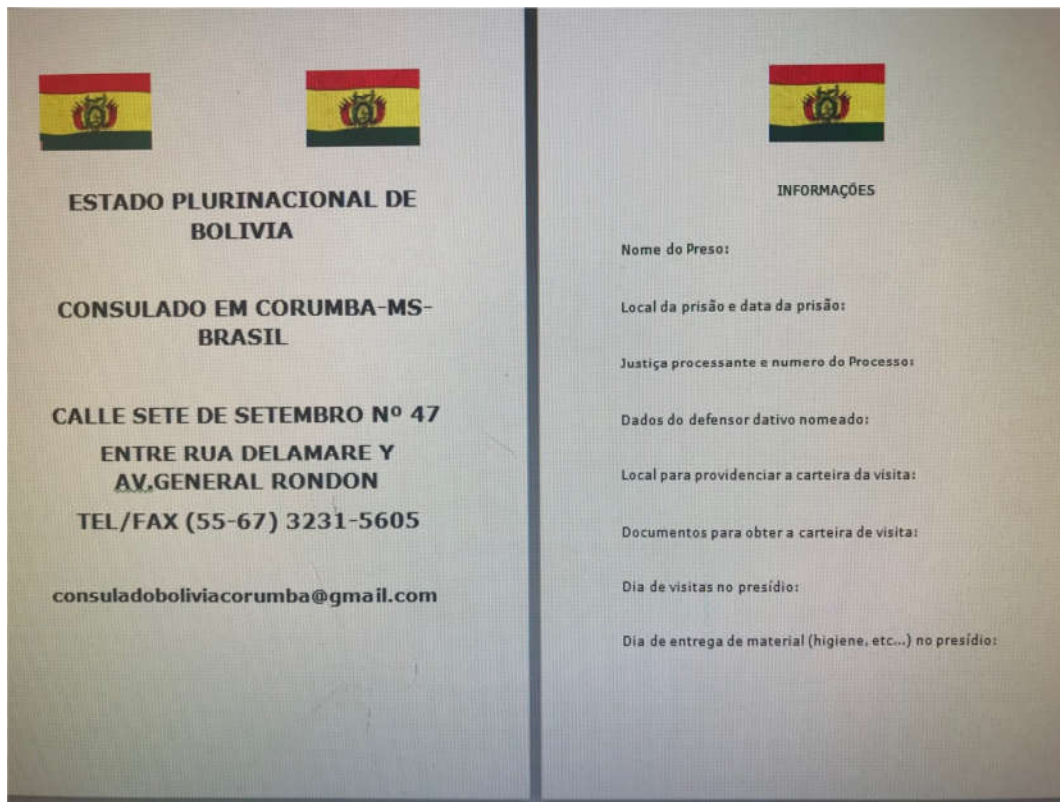 ESTADO PLURINACIONAL DE
BOLIVIA
CONSULADO EM CORUMBA-MS-
BRASIL
CALLE SETE DE SETEMBRO Nº 47
ENTRE RUA DELAMARE Y
AV.GENERAL RONDON
TEL/FAX (55-67) 3231-5605
consuladoboliviacorumba@gmail.com
INFORMAÇÕES
Nome do Preso:
Local da prisão e data da prisão:
Justiça processante e numero do Processo:
Dados do defensor dativo nomeado:
Local para providenciar a carteira da visita:
Documentos para obter a carteira de visita:
Dia de visitas no presídio:
Dia de entrega de material (higiene, etc...) no presídio: